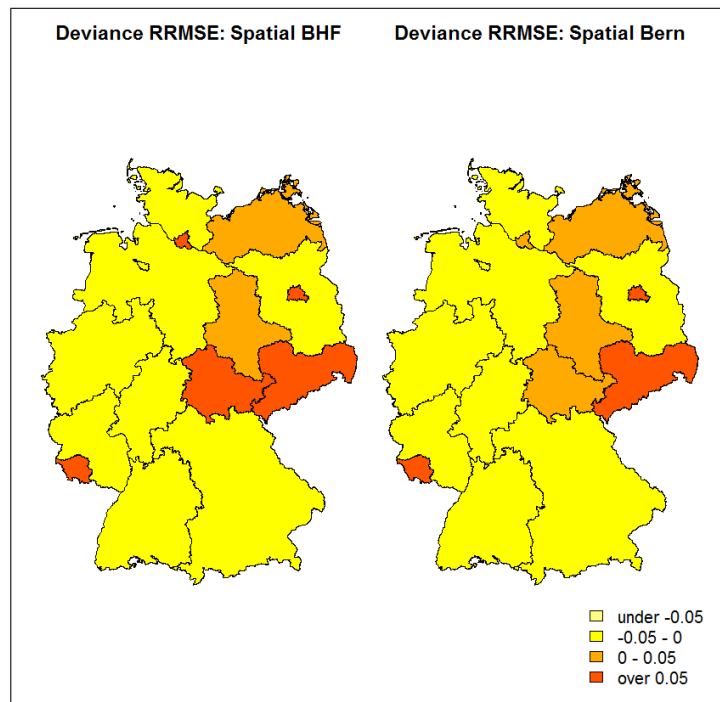 Deviance RRMSE: Spatial BHF
Deviance RRMSE: Spatial Bern
under -0.05
-0.05 - 0
0 - 0.05
over 0.05